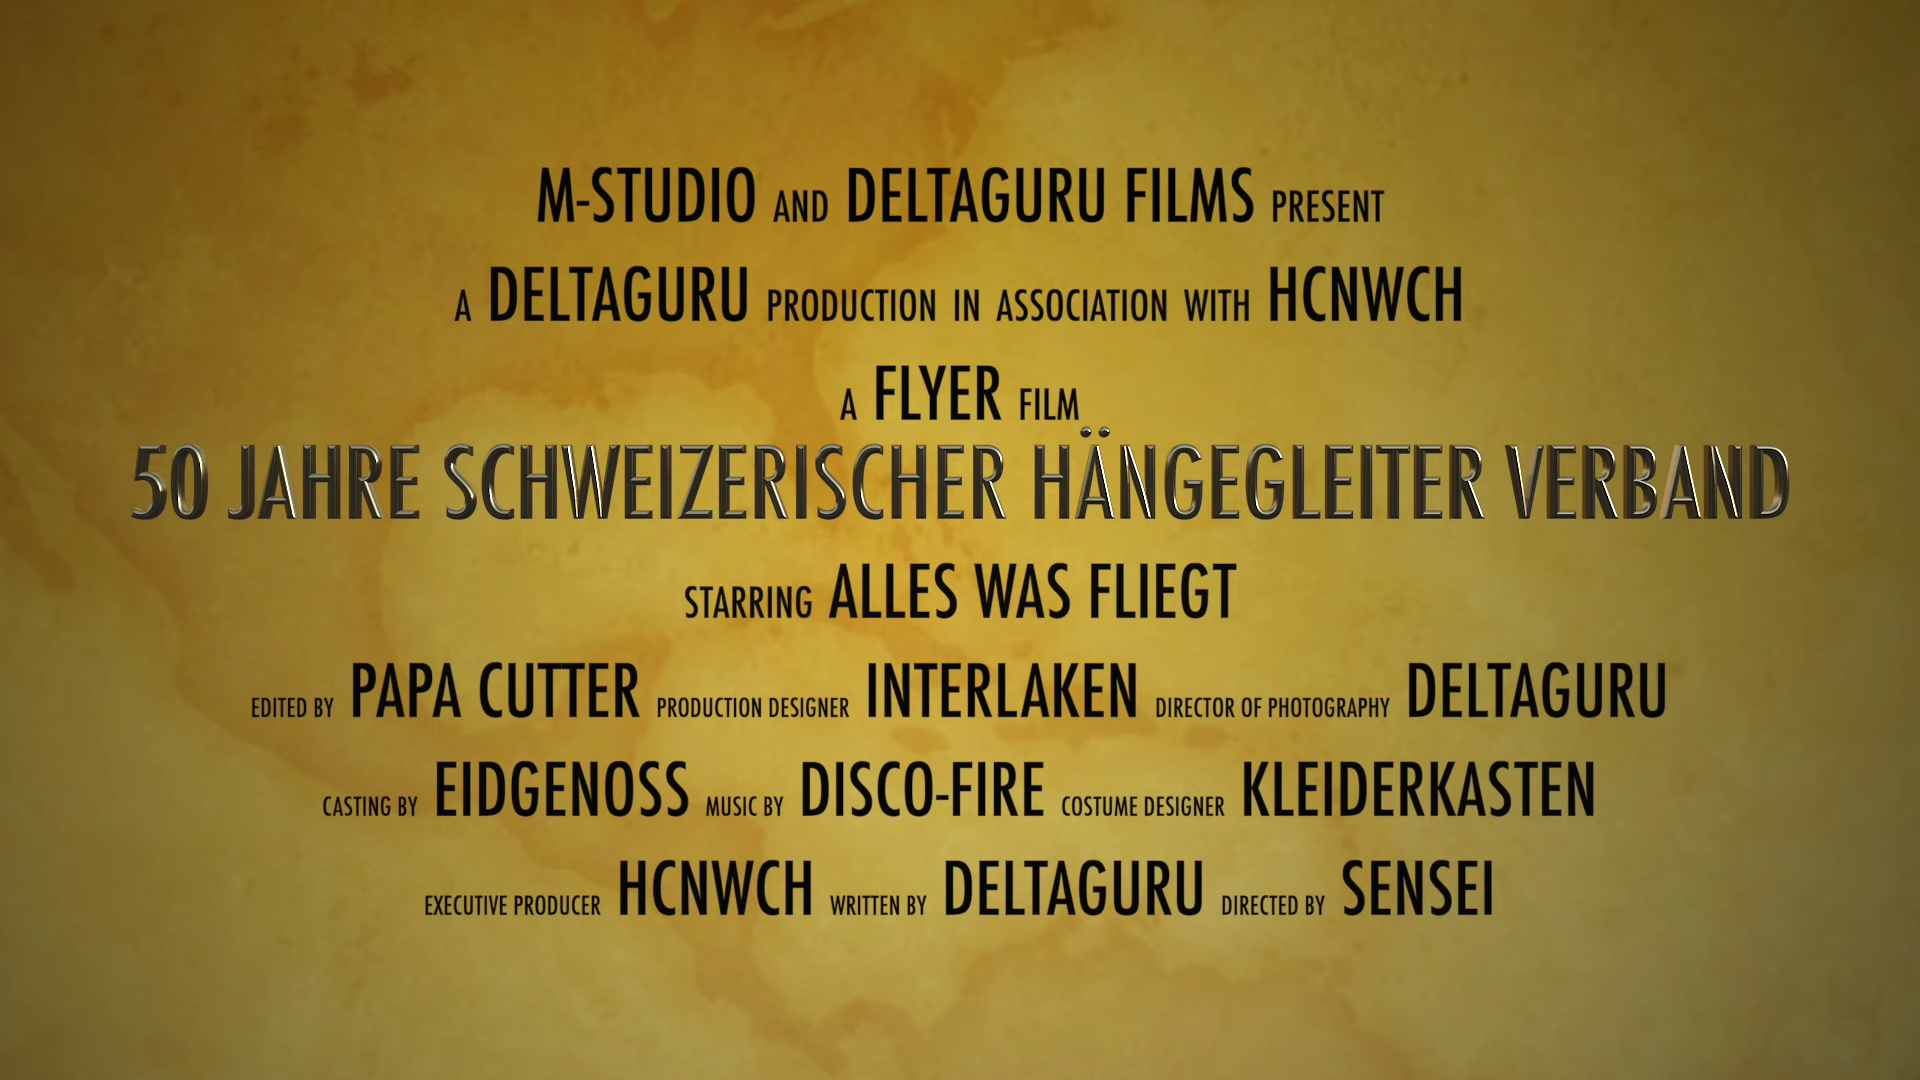 M-STUDIO AND DELTAGURU FILMS PRESENT
A DELTAGURU PRODUCTION IN ASSOCIATION WITH HCNWCH
A FLYER FILM
50 JAHRE SCHWEIZERISCHER HÄNGEGLEITER VERBAND
STARRING ALLES WAS FLIEGT
EDITED BY PAPA CUTTER PRODUCTION DESIGNER INTERLAKEN DIRECTOR OF PHOTOGRAPHY DELTAGURU
CASTING BY EIDGENOSS MUSIC BY DISCO-FIRE COSTUME DESIGNER KLEIDERKASTEN
EXECUTIVE PRODUCER HCNWCH WRITTEN BY DELTAGURU DIRECTED BY SENSEI